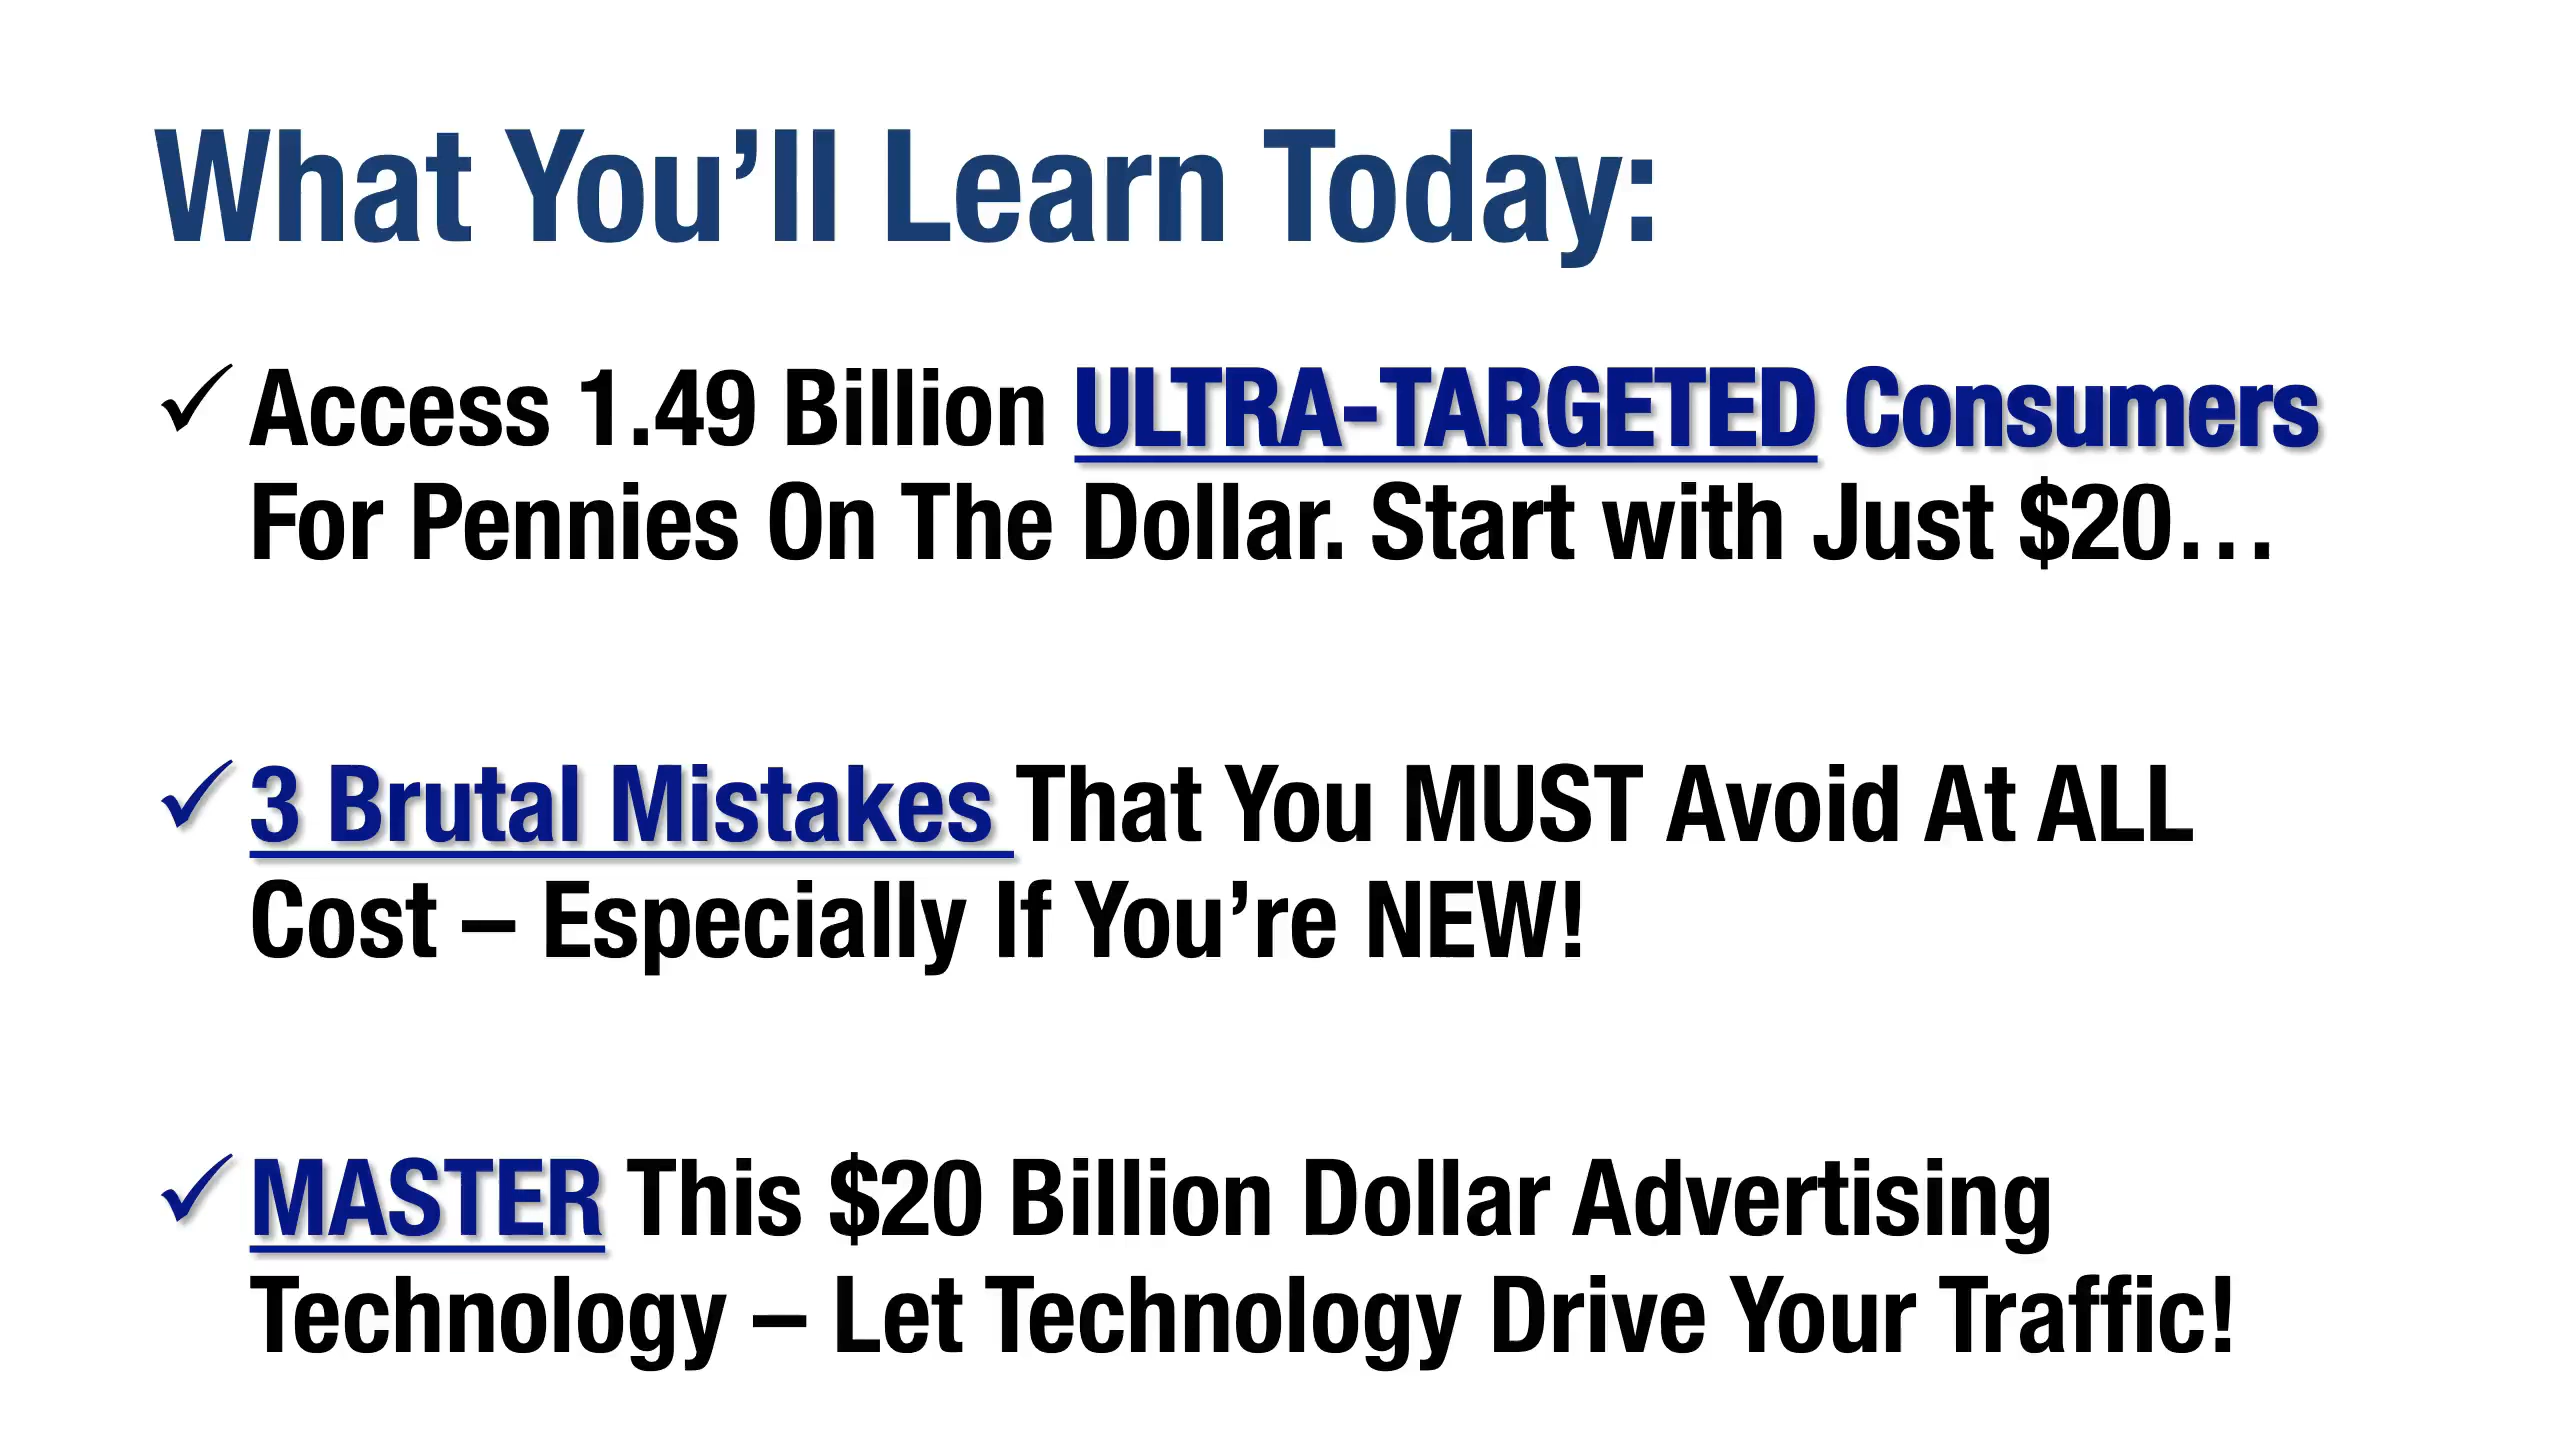 What You’ll Learn Today:
✓ Access 1.49 Billion ULTRA-TARGETED Consumers
For Pennies On The Dollar. Start with Just $20…
✓ 3 Brutal Mistakes That You MUST Avoid At ALL
Cost – Especially If You’re NEW!
✓ MASTER This $20 Billion Dollar Advertising
Technology – Let Technology Drive Your Traffic!